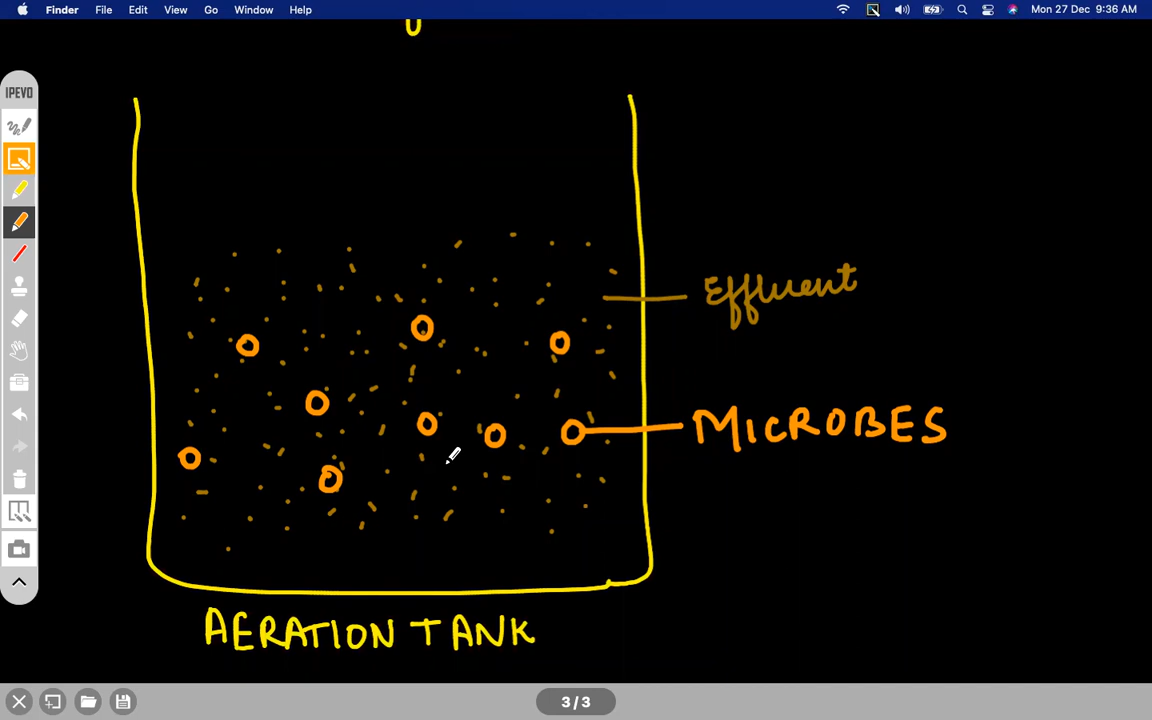 Finder File Edit View Go Window Help Mon 27 Dec 9:36 AM
IPEVO
Effluent
MICROBES
AERATION TANK
3/3